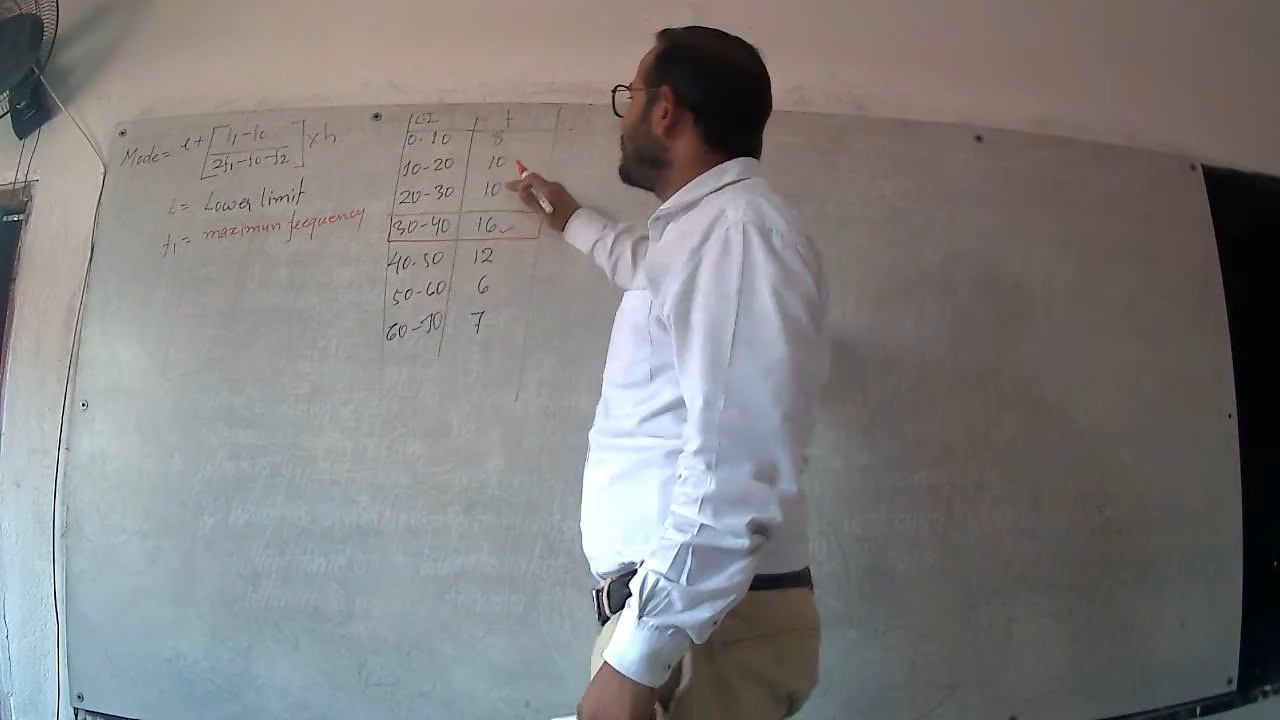 Mode = l + [f1-f0 / 2f1-f0-f2] × h
l = Lower limit
f1 = maximum fequency
CI f
0-10 8
10-20 10
20-30 10
30-40 16 ✓
40-50 12
50-60 6
60-70 7